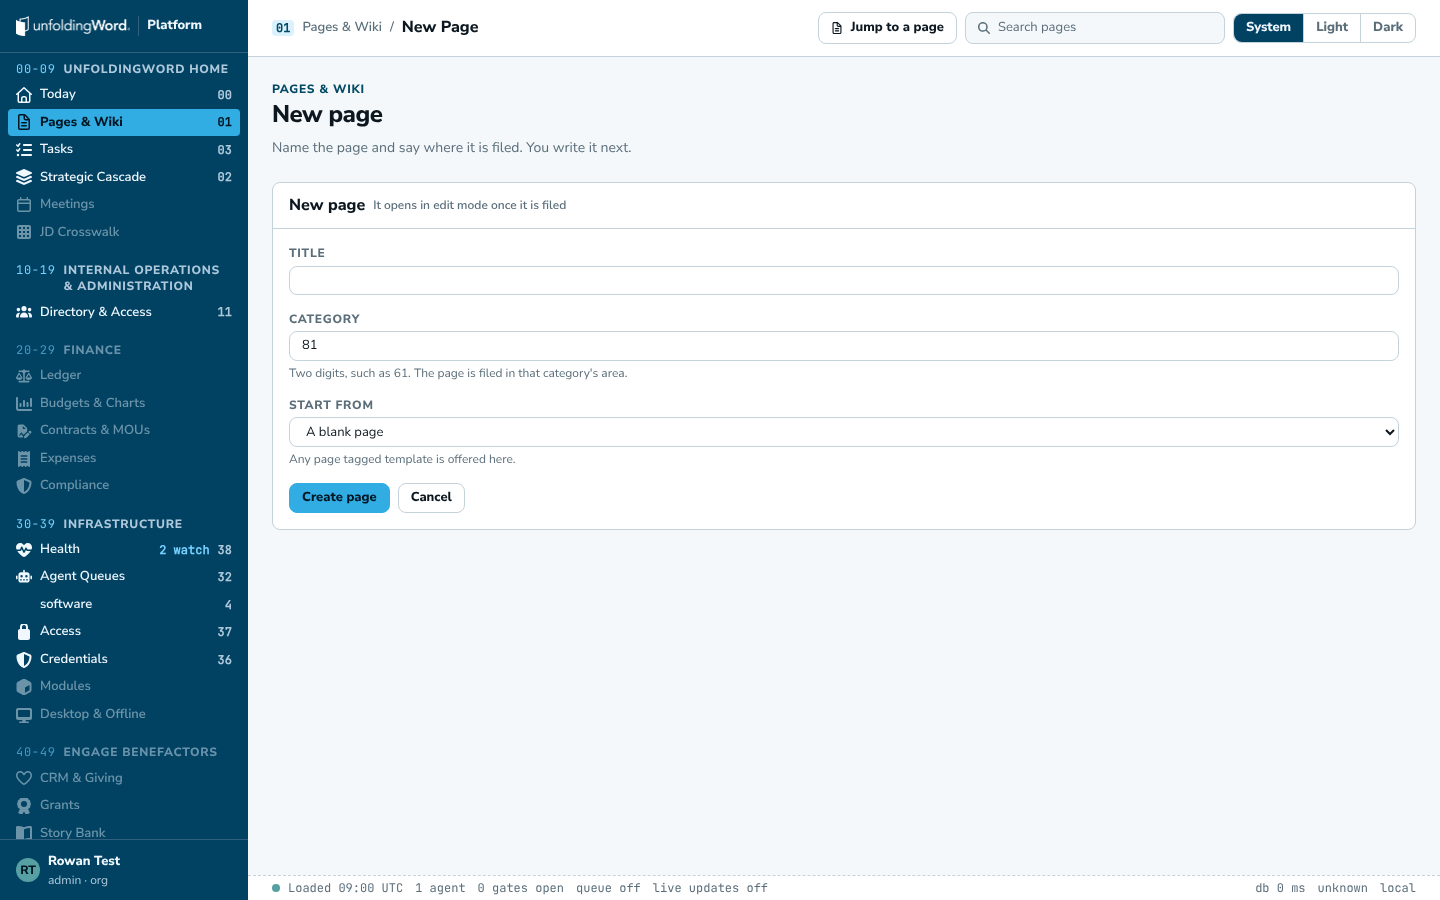 unfoldingWord. Platform
00-09 UNFOLDINGWORD HOME
Today 00
Pages & Wiki 01
Tasks 03
Strategic Cascade 02
Meetings
JD Crosswalk
10-19 INTERNAL OPERATIONS
& ADMINISTRATION
Directory & Access 11
20-29 FINANCE
Ledger
Budgets & Charts
Contracts & MOUs
Expenses
Compliance
30-39 INFRASTRUCTURE
Health 2 watch 38
Agent Queues 32
software 4
Access 37
Credentials 36
Modules
Desktop & Offline
40-49 ENGAGE BENEFACTORS
CRM & Giving
Grants
Story Bank
RT Rowan Test
admin · org
01 Pages & Wiki / New Page
Jump to a page
Search pages
System Light Dark
PAGES & WIKI
New page
Name the page and say where it is filed. You write it next.
New page It opens in edit mode once it is filed
TITLE
CATEGORY
81
Two digits, such as 61. The page is filed in that category's area.
START FROM
A blank page
Any page tagged template is offered here.
Create page Cancel
Loaded 09:00 UTC 1 agent 0 gates open queue off live updates off
db 0 ms unknown local